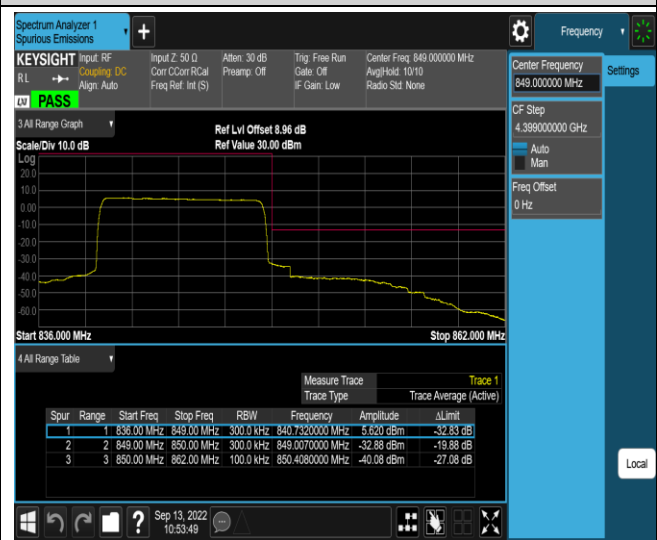 Spectrum Analyzer 1
Spurious Emissions
+
Frequency
KEYSIGHT Input: RF Input Z: 50 Ω Atten: 30 dB Trig: Free Run Center Freq: 849.000000 MHz
RL Coupling: DC Corr CCorr RCal Preamp: Off Gate: Off Avg|Hold: 10/10
Align: Auto Freq Ref: Int (S) IF Gain: Low Radio Std: None
LXI PASS
Center Frequency
849.000000 MHz
Settings
CF Step
4.399000000 GHz
Auto
Man
Freq Offset
0 Hz
3 All Range Graph
Ref Lvl Offset 8.96 dB
Scale/Div 10.0 dB Ref Value 30.00 dBm
Log
20.0
10.0
0.00
-10.0
-20.0
-30.0
-40.0
-50.0
-60.0
Start 836.000 MHz Stop 862.000 MHz
4 All Range Table
Measure Trace Trace 1
Trace Type Trace Average (Active)
Spur Range Start Freq Stop Freq RBW Frequency Amplitude ΔLimit
1 1 836.00 MHz 849.00 MHz 300.0 kHz 840.7320000 MHz 5.620 dBm -32.83 dB
2 2 849.00 MHz 850.00 MHz 300.0 kHz 849.0070000 MHz -32.88 dBm -19.88 dB
3 3 850.00 MHz 862.00 MHz 100.0 kHz 850.4080000 MHz -40.08 dBm -27.08 dB
Local
? Sep 13, 2022
10:53:49